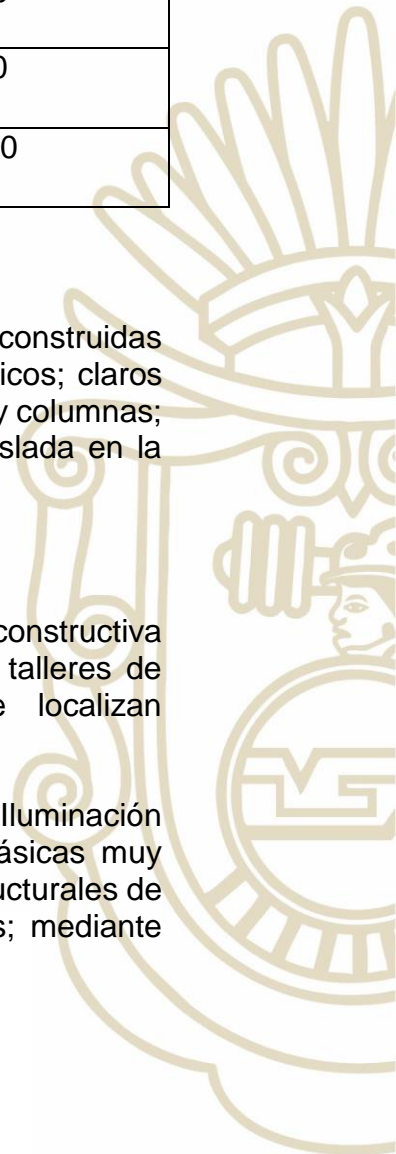 0
0
construidas
icos; claros
y columnas;
slada en la
constructiva
talleres de
e localizan
Iluminación
ásicas muy
ucturales de
s; mediante